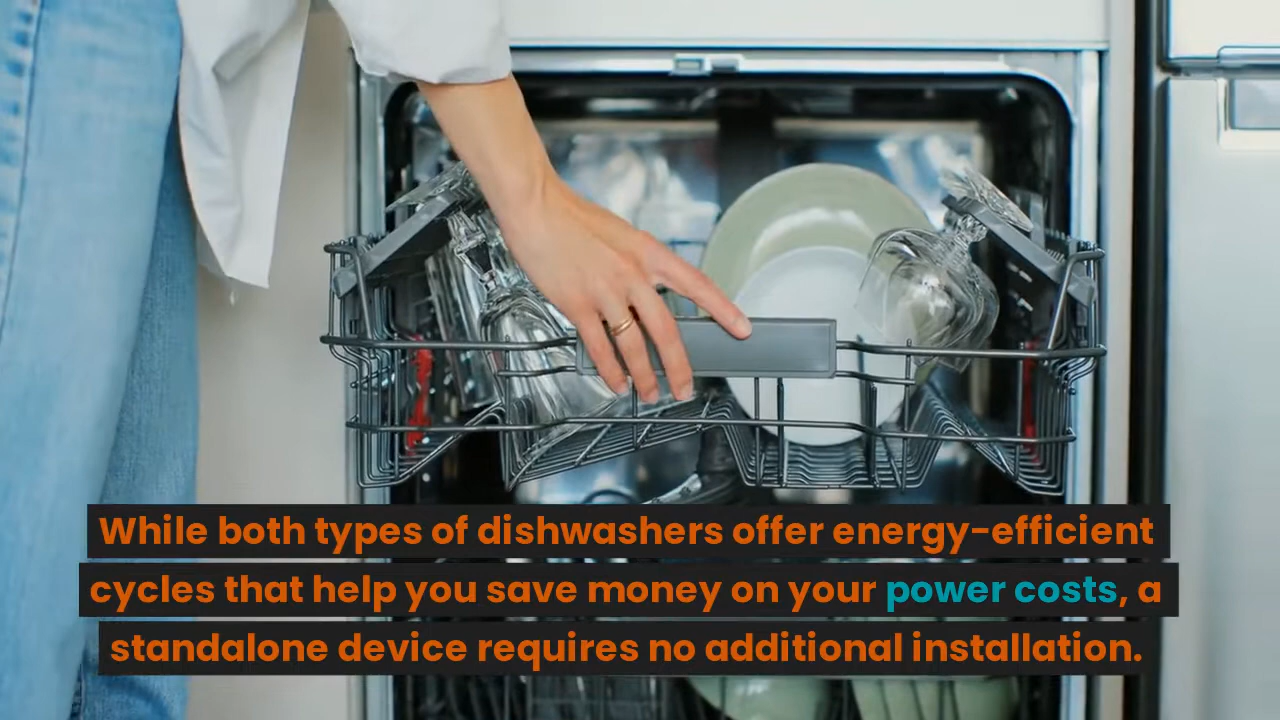 While both types of dishwashers offer energy-efficient
cycles that help you save money on your power costs, a
standalone device requires no additional installation.